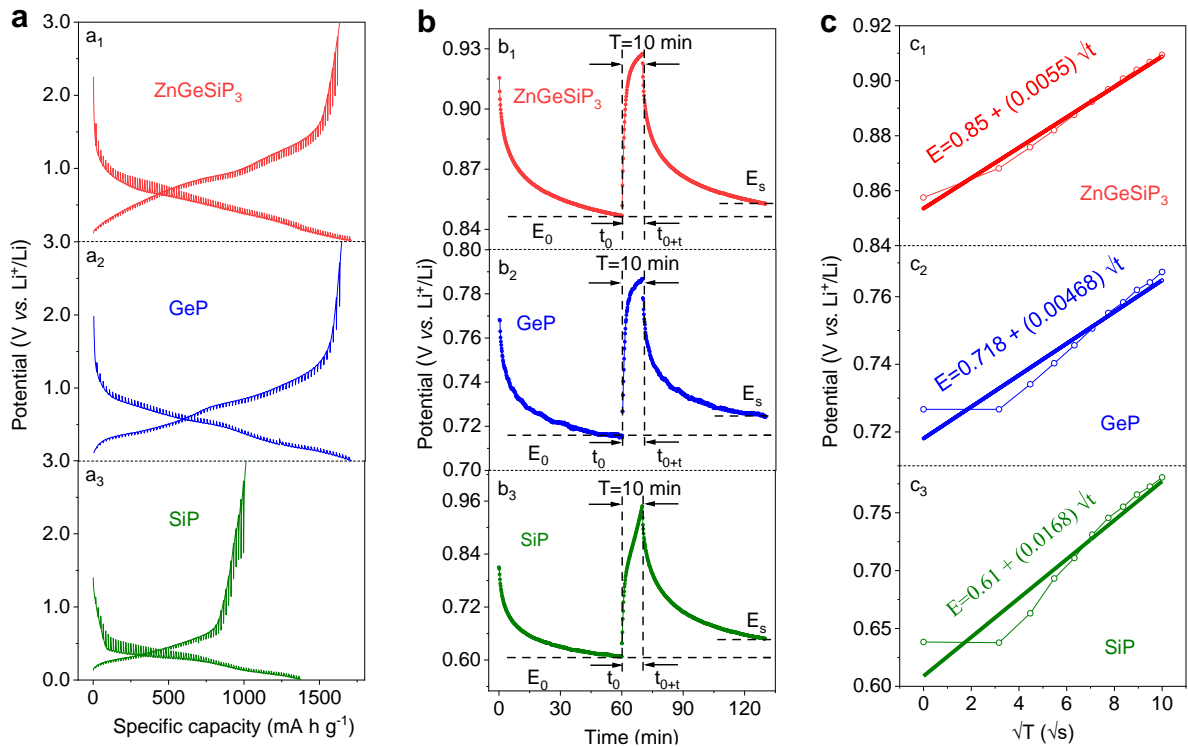 a
a₁
ZnGeSiP₃
3.0
2.0
1.0
3.0
a₂
GeP
2.0
1.0
3.0
a₃
SiP
2.0
1.0
0.0
0 500 1000 1500
Potential (V vs. Li⁺/Li)
Specific capacity (mA h g⁻¹)
b
b₁
T=10 min
ZnGeSiP₃
Eₛ
E₀
t₀
t₀₊ₜ
0.93
0.90
0.87
0.84
0.80
b₂
T=10 min
GeP
Eₛ
E₀
t₀
t₀₊ₜ
0.78
0.76
0.74
0.72
0.70
b₃
T=10 min
SiP
Eₛ
E₀
t₀
t₀₊ₜ
0.96
0.84
0.72
0.60
0 30 60 90 120
Potential (V vs. Li⁺/Li)
Time (min)
c
c₁
E=0.85 + (0.0055) √t
ZnGeSiP₃
0.92
0.90
0.88
0.86
0.84
c₂
E=0.718 + (0.00468) √t
GeP
0.76
0.74
0.72
c₃
E=0.61 + (0.0168) √t
SiP
0.75
0.70
0.65
0.60
0 2 4 6 8 10
Potential (V vs. Li⁺/Li)
√T (√s)